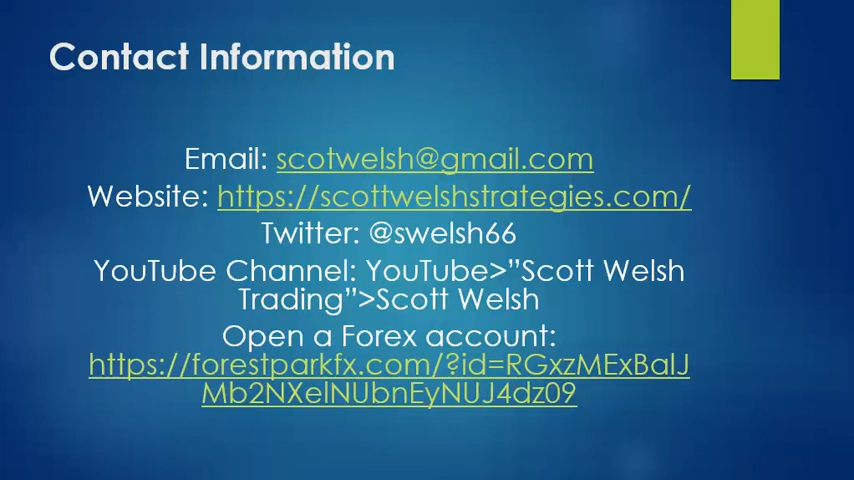 Contact Information
Email: scotwelsh@gmail.com
Website: https://scottwelshstrategies.com/
Twitter: @swelsh66
YouTube Channel: YouTube>”Scott Welsh
Trading”>Scott Welsh
Open a Forex account:
https://forestparkfx.com/?id=RGxzMExBalJ
Mb2NXelNUbnEyNUJ4dz09